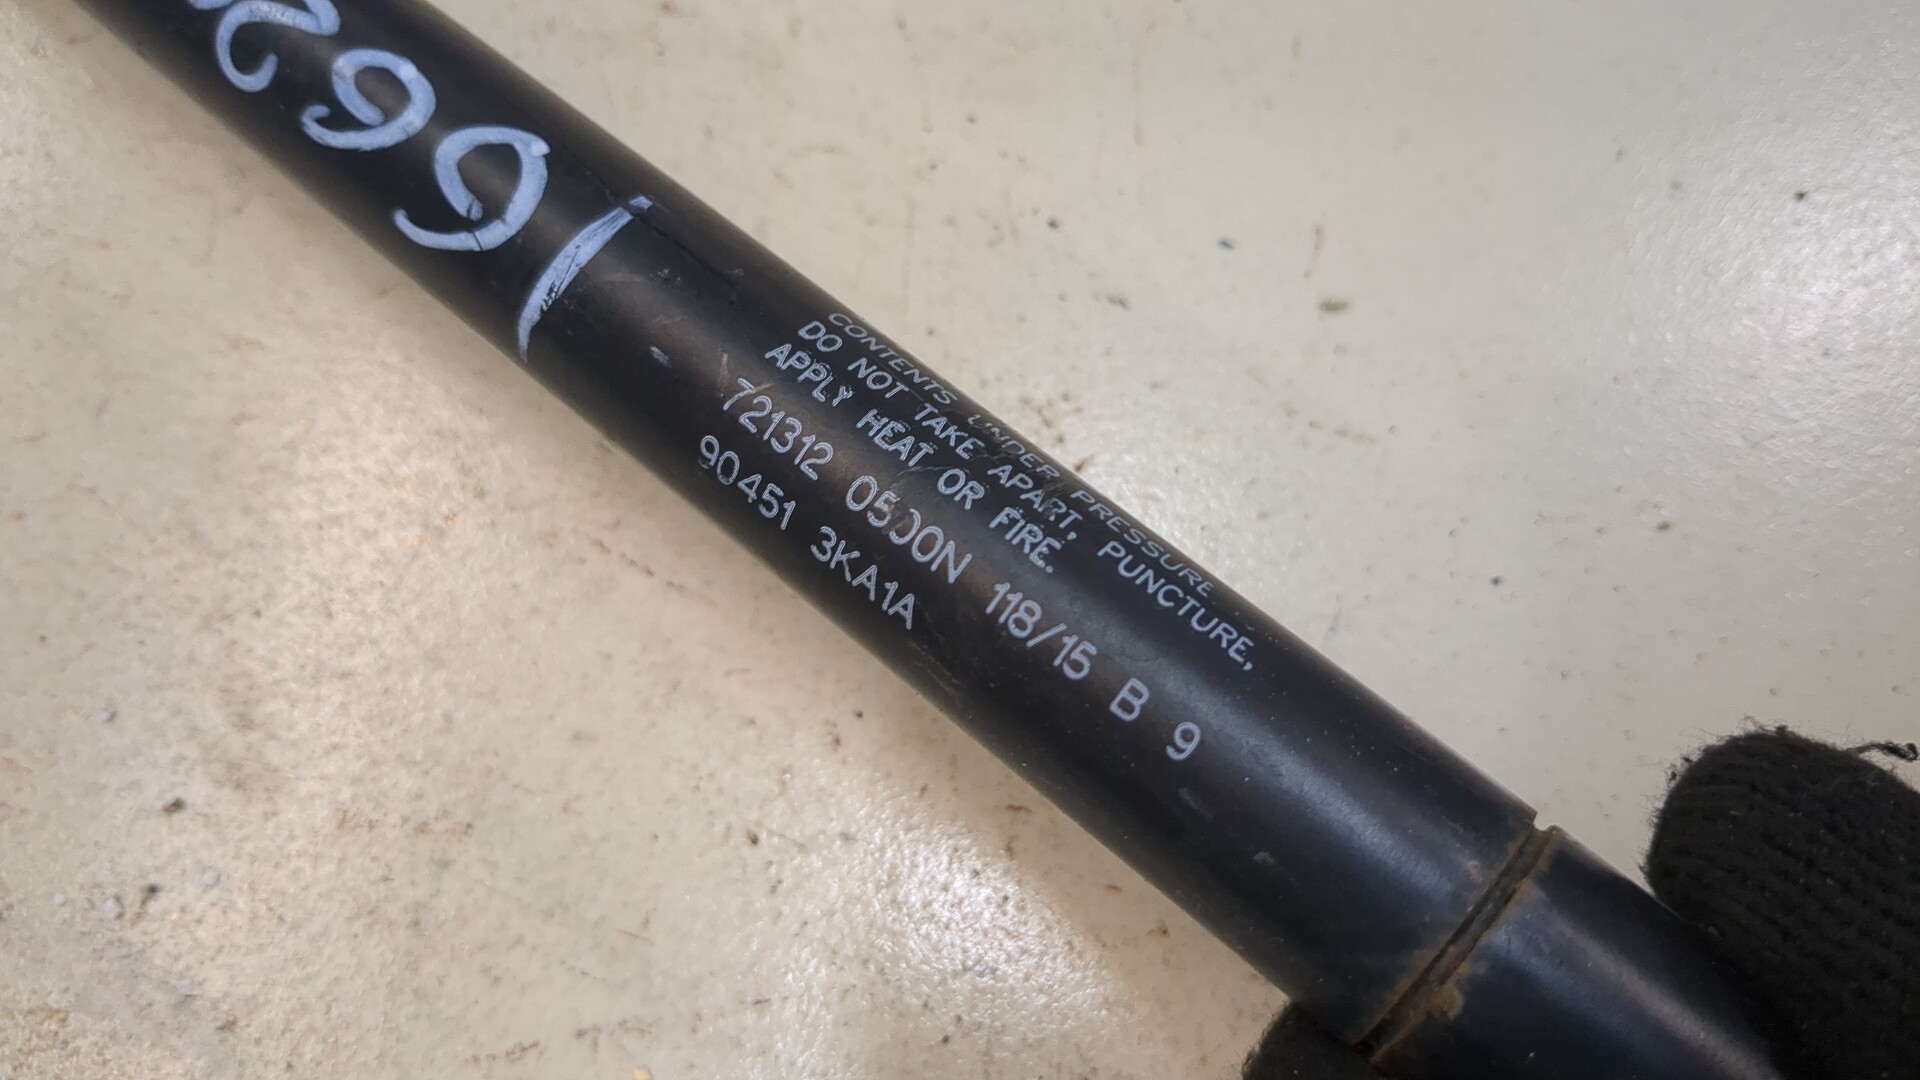 CONTENTS UNDER PRESSURE
DO NOT TAKE APART, PUNCTURE,
APPLY HEAT OR FIRE.
721312 0500N 118/15 B 9
90451 3KA1A